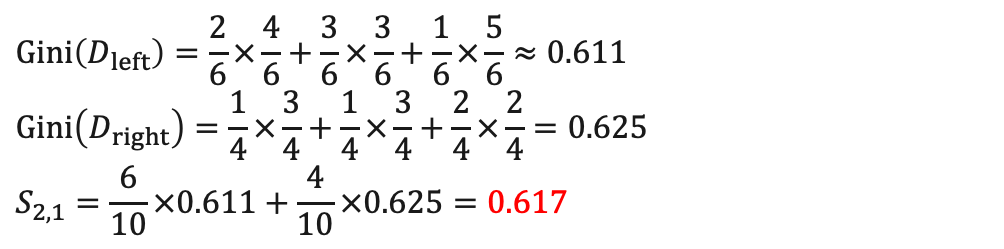 Gini(D_left) = 2/6 × 4/6 + 3/6 × 3/6 + 1/6 × 5/6 ≈ 0.611
Gini(D_right) = 1/4 × 3/4 + 1/4 × 3/4 + 2/4 × 2/4 = 0.625
S_2,1 = 6/10 ×0.611 + 4/10 ×0.625 = 0.617